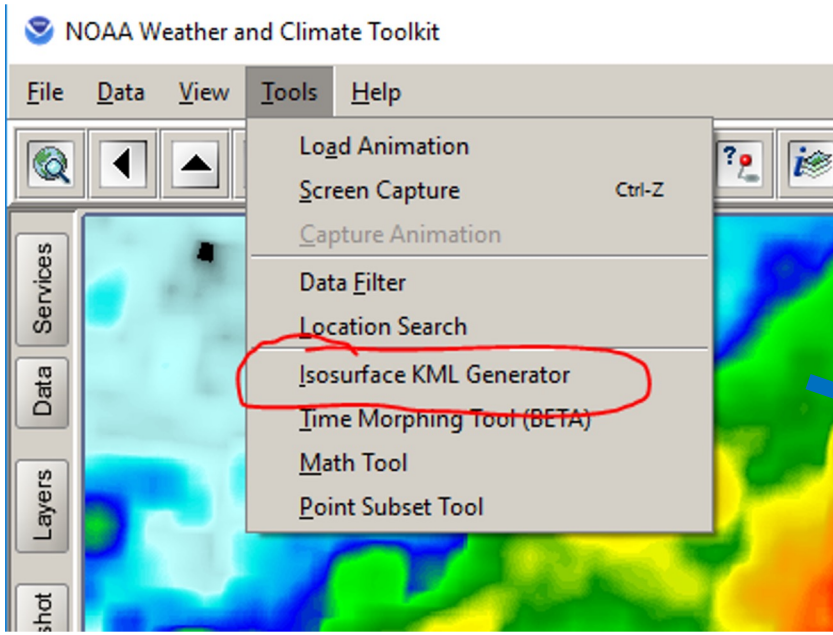 NOAA Weather and Climate Toolkit
File Data View Tools Help
Load Animation
Screen Capture Ctrl-Z
Capture Animation
Data Filter
Location Search
Isosurface KML Generator
Time Morphing Tool (BETA)
Math Tool
Point Subset Tool
?
i
Services
Data
Layers
shot